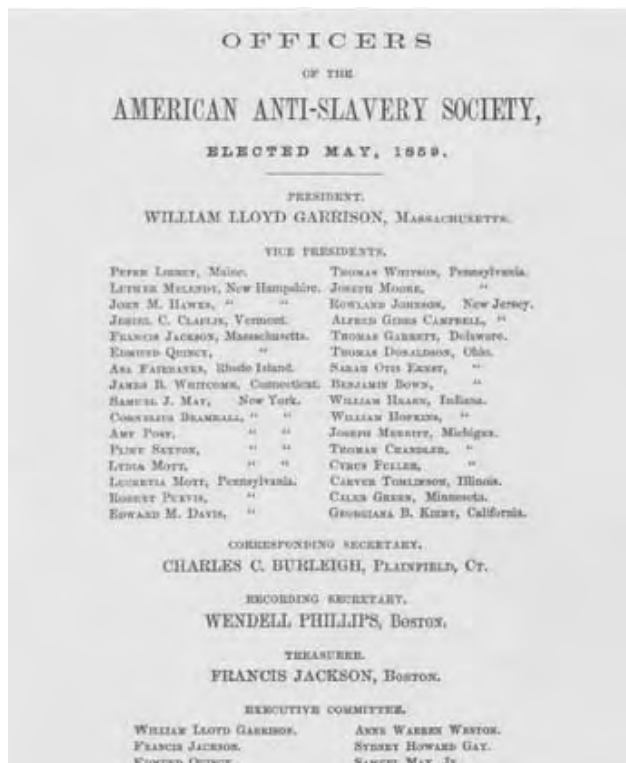 OFFICERS
OF THE
AMERICAN ANTI-SLAVERY SOCIETY,
ELECTED MAY, 1859.
PRESIDENT.
WILLIAM LLOYD GARRISON, MASSACHUSETTS.
VICE PRESIDENTS.
PETER LIBBEY, Maine.
LUTHER MELENDY, New Hampshire.
JOHN M. HAWES, " "
JEHIEL C. CLAFLIN, Vermont.
FRANCIS JACKSON, Massachusetts.
EDMUND QUINCY, "
ASA FAIRBANKS, Rhode Island.
JAMES B. WHITCOMB, Connecticut.
SAMUEL J. MAY, New York.
CORNELIUS BRAMHALL, " "
AMY POST, " "
PLINY SEXTON, " "
LYDIA MOTT, " "
LUCRETIA MOTT, Pennsylvania.
ROBERT PURVIS, "
EDWARD M. DAVIS, "
THOMAS WHITSON, Pennsylvania.
JOSEPH MOORE, "
ROWLAND JOHNSON, New Jersey.
ALFRED GIBBS CAMPBELL, "
THOMAS GARRETT, Delaware.
THOMAS DONALDSON, Ohio.
SARAH OTIS ERNST, "
BENJAMIN BOWN, "
WILLIAM HEARN, Indiana.
WILLIAM HOPKINS, "
JOSEPH MERRITT, Michigan.
THOMAS CHANDLER, "
CYRUS FULLER, "
CARVER TOMLINSON, Illinois.
CALEB GREEN, Minnesota.
GEORGIANA B. KIRBY, California.
CORRESPONDING SECRETARY.
CHARLES C. BURLEIGH, PLAINFIELD, CT.
RECORDING SECRETARY.
WENDELL PHILLIPS, BOSTON.
TREASURER.
FRANCIS JACKSON, BOSTON.
EXECUTIVE COMMITTEE.
WILLIAM LLOYD GARRISON.
FRANCIS JACKSON.
EDMUND QUINCY.
ANNE WARREN WESTON.
SYDNEY HOWARD GAY.
SAMUEL MAY, JR.